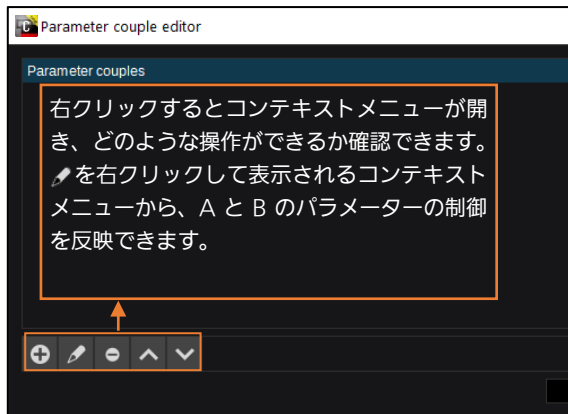 Parameter couple editor
Parameter couples
右クリックするとコンテキストメニューが開
き、どのような操作ができるか確認できます。
を右クリックして表示されるコンテキスト
メニューから、A と B のパラメーターの制御
を反映できます。